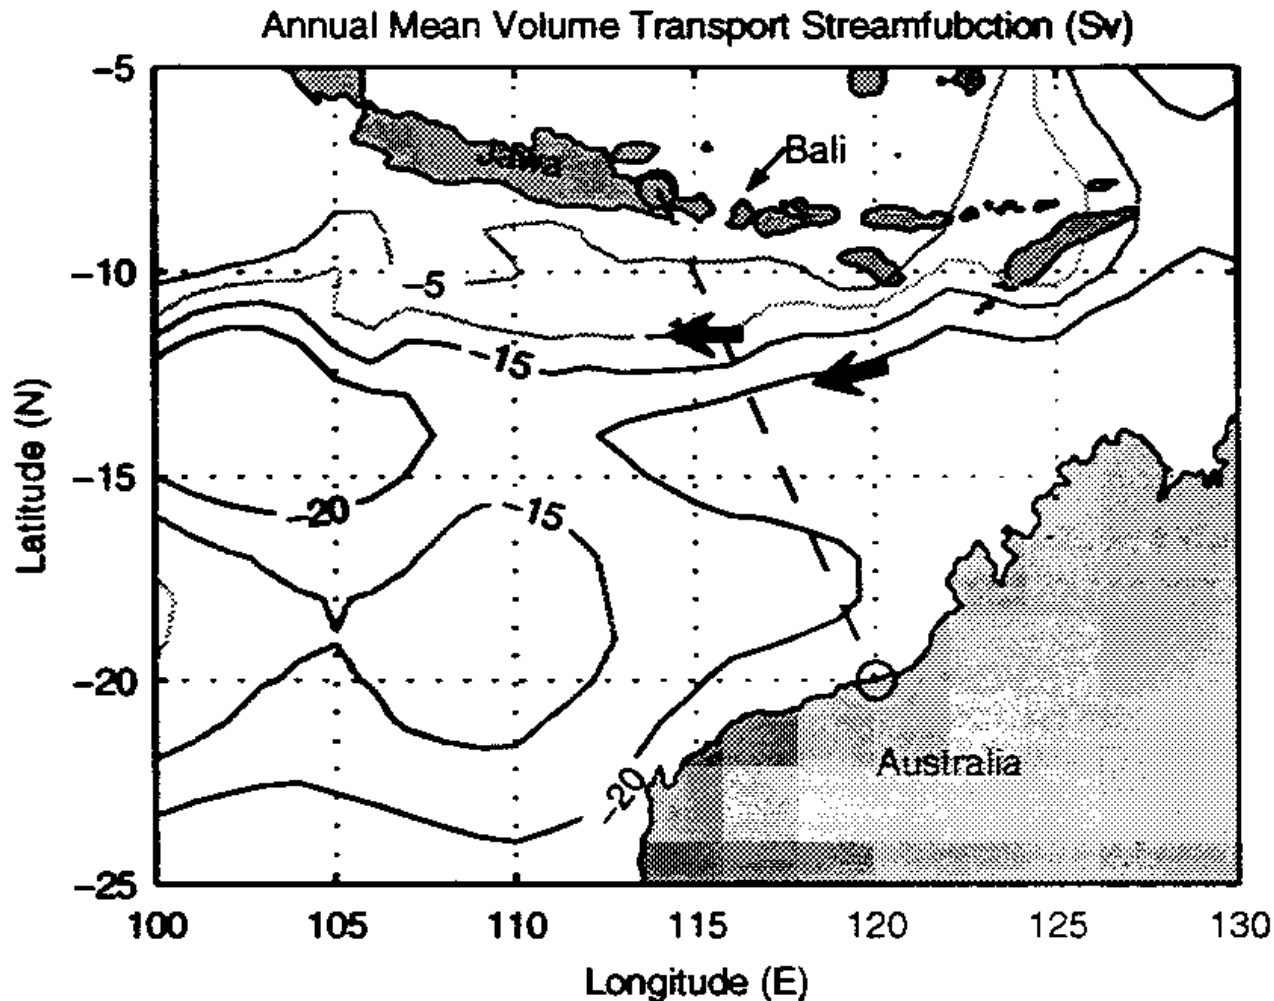 Annual Mean Volume Transport Streamfubction (Sv)
-5
Bali
Jawa
-10
-5
-15
Latitude (N)
-15
-20
-15
-20
Australia
-20
-25
100 105 110 115 120 125 130
Longitude (E)